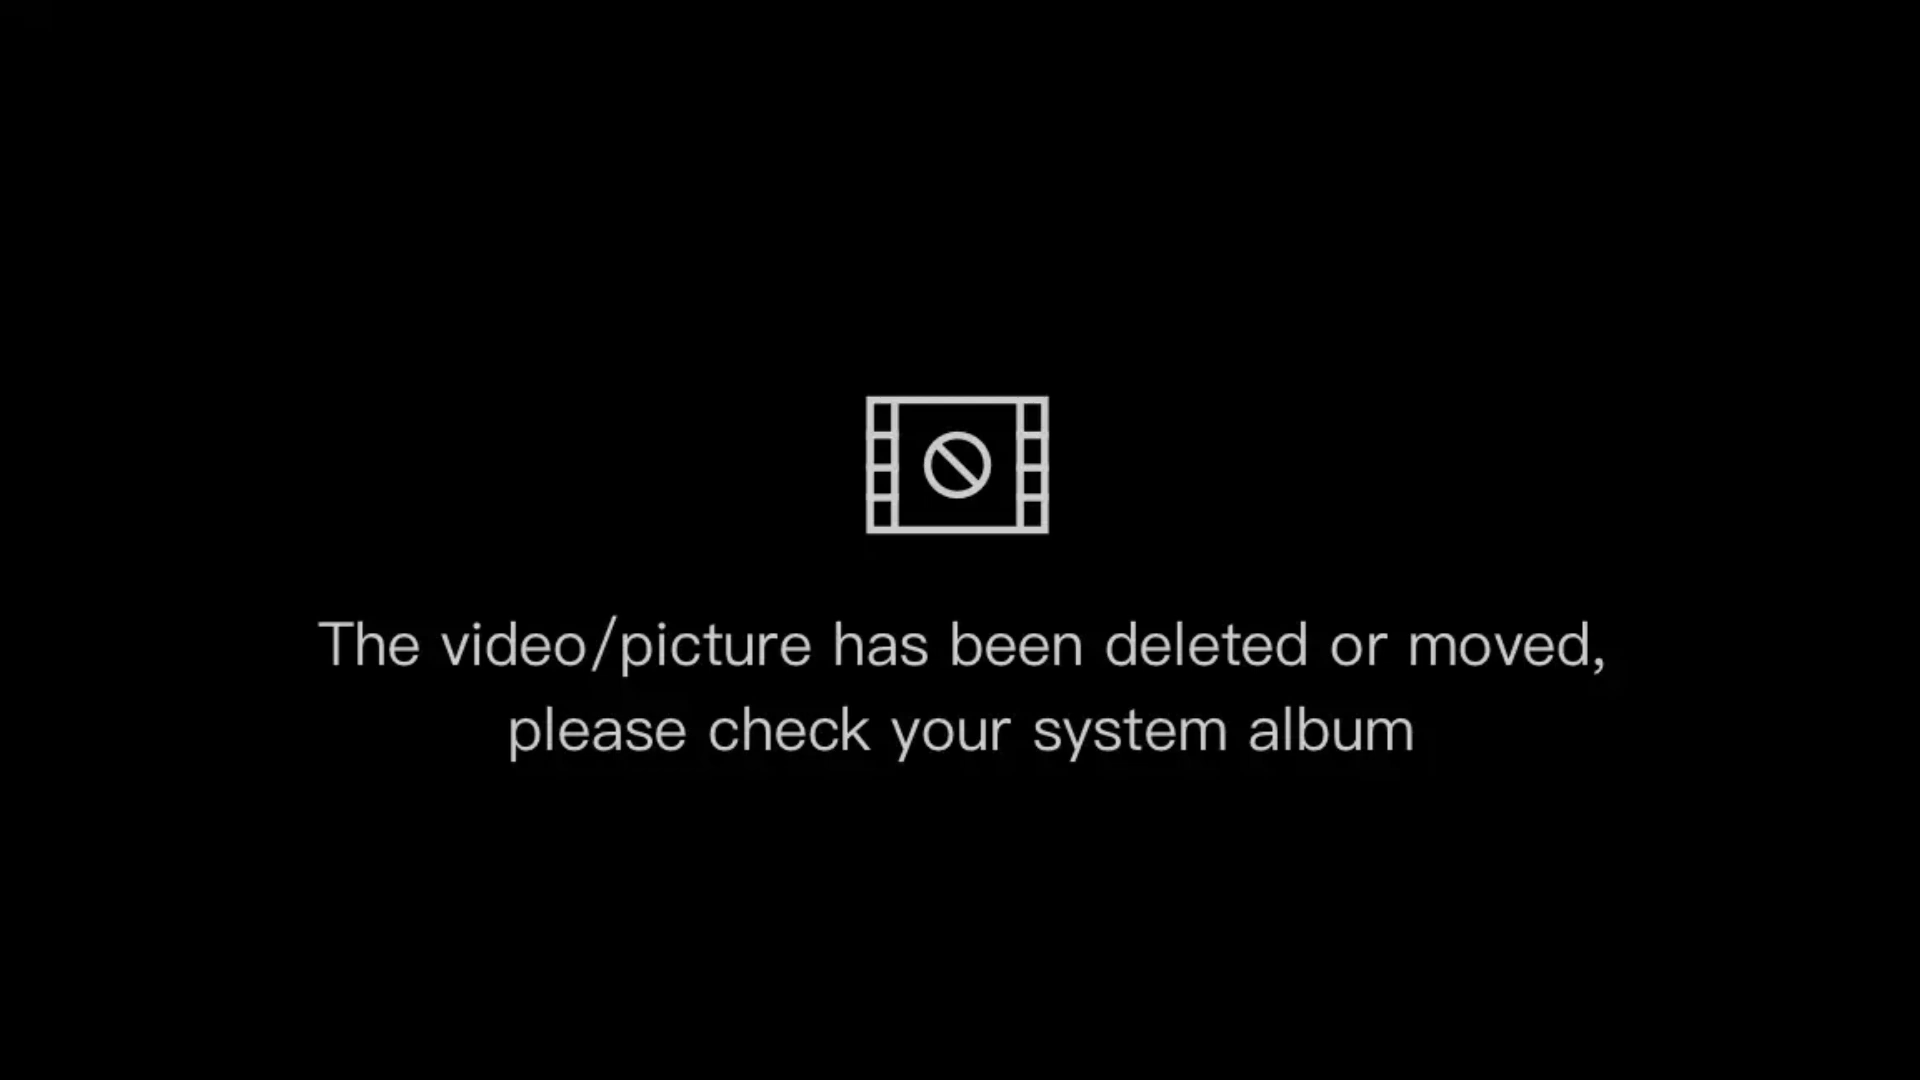 The video/picture has been deleted or moved,
please check your system album